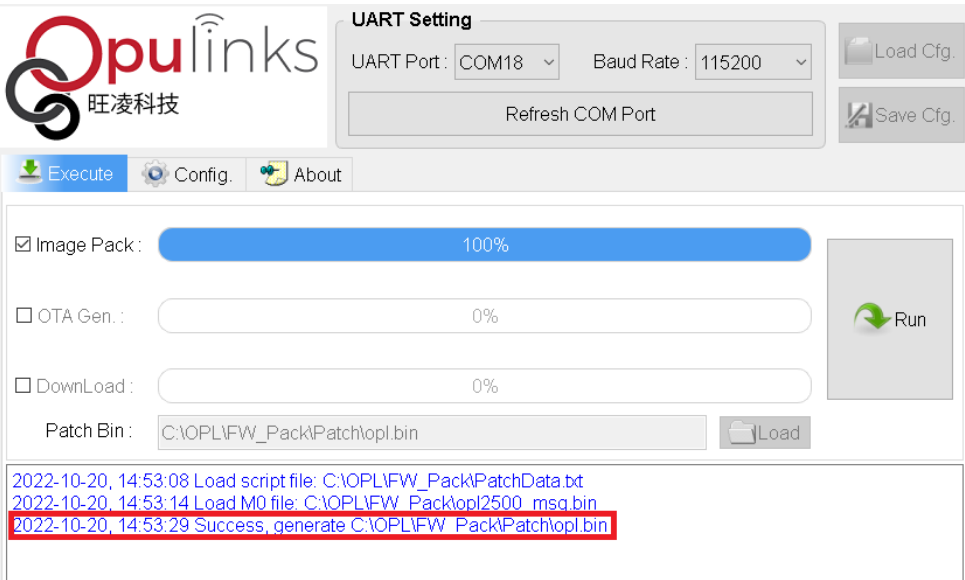 Opulinks
旺凌科技
UART Setting
UART Port : COM18 Baud Rate : 115200
Refresh COM Port
Load Cfg.
Save Cfg.
Execute Config. About
Image Pack : 100%
OTA Gen. : 0%
DownLoad : 0%
Run
Patch Bin : C:\OPL\FW_Pack\Patch\opl.bin Load
2022-10-20, 14:53:08 Load script file: C:\OPL\FW_Pack\PatchData.txt
2022-10-20, 14:53:14 Load M0 file: C:\OPL\FW_Pack\opl2500_msq.bin
2022-10-20, 14:53:29 Success, generate C:\OPL\FW_Pack\Patch\opl.bin